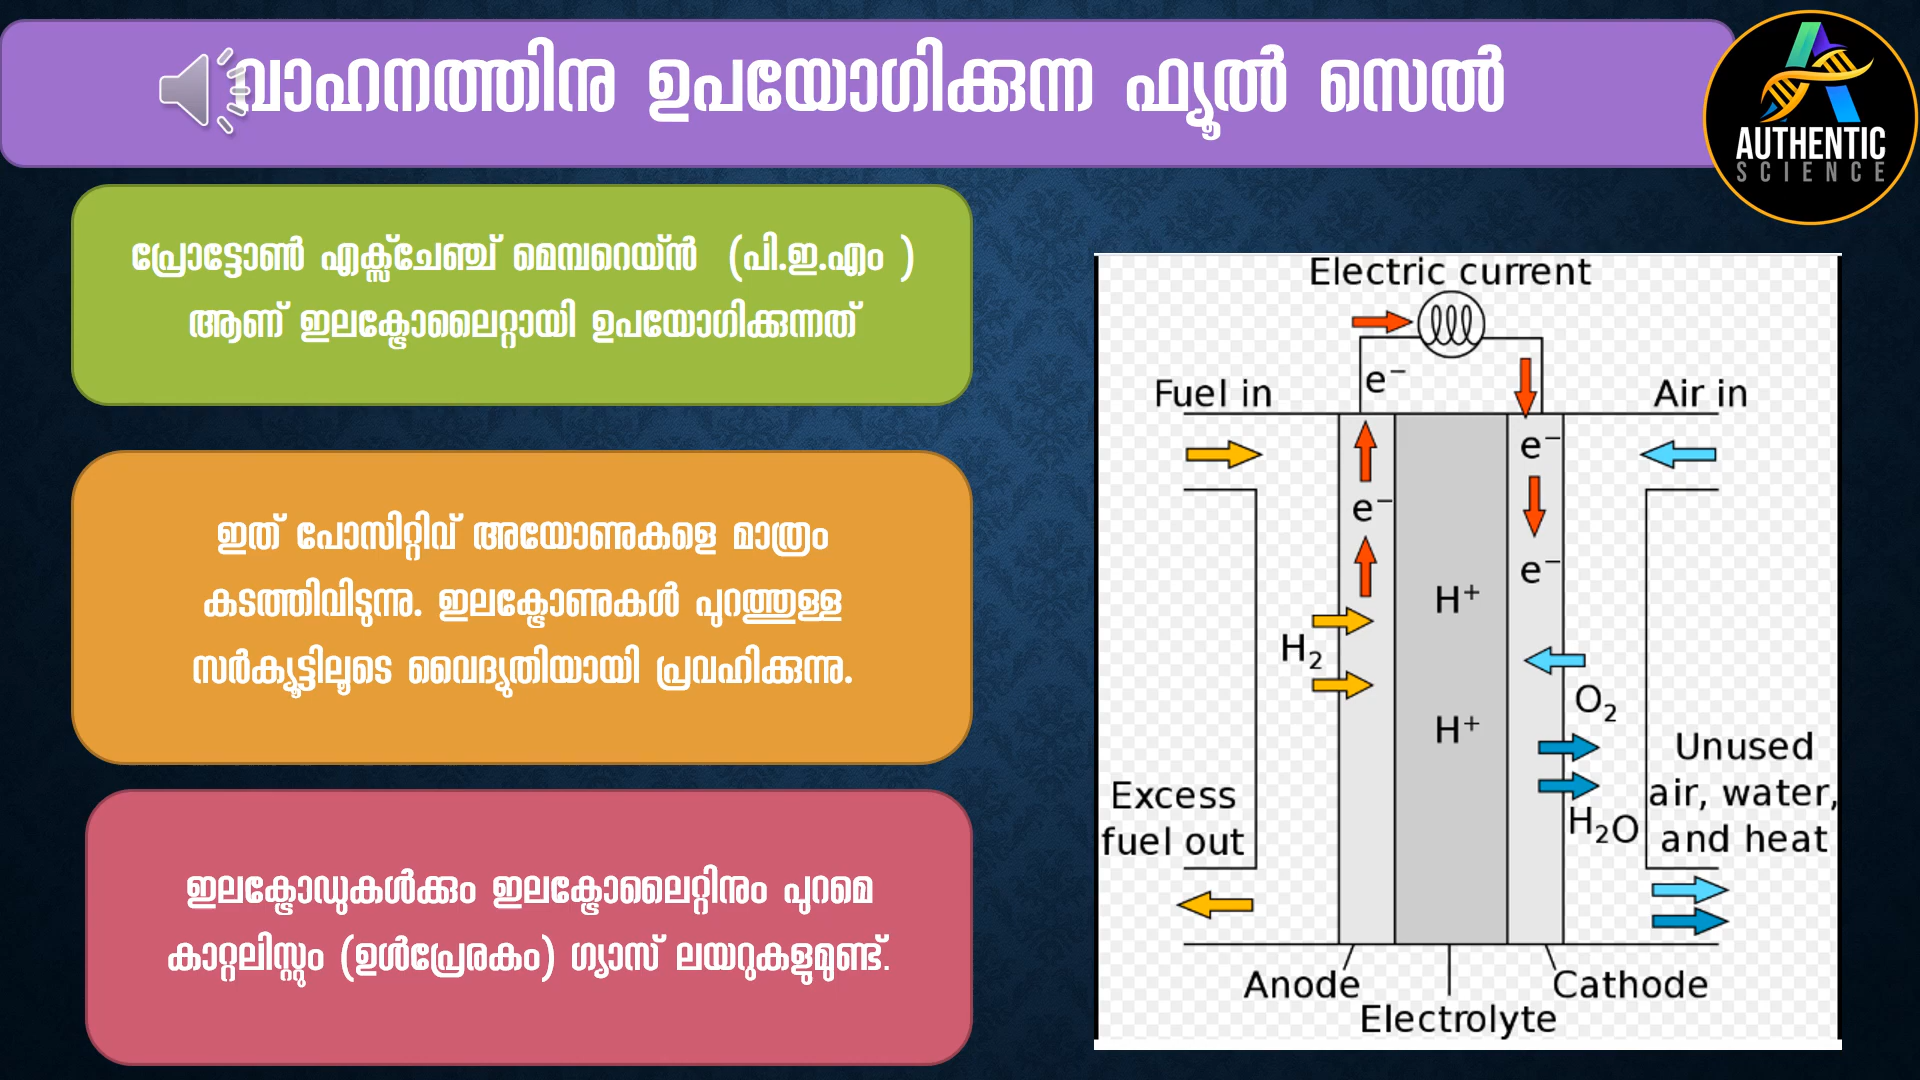 വാഹനത്തിനു ഉപയോഗിക്കുന്ന ഫ്യൂൽ സെൽ
AUTHENTIC
SCIENCE
പ്രോട്ടോൺ എക്സ്ചേഞ്ച് മെമ്പറെയ്ൻ (പി.ഇ.എം )
ആണ് ഇലക്ട്രോലൈറ്റായി ഉപയോഗിക്കുന്നത്
ഇത് പോസിറ്റിവ് അയോണുകളെ മാത്രം
കടത്തിവിടുന്നു. ഇലക്ട്രോണുകൾ പുറത്തുള്ള
സർക്യൂട്ടിലൂടെ വൈദ്യുതിയായി പ്രവഹിക്കുന്നു.
ഇലക്ട്രോഡുകൾക്കും ഇലക്ട്രോലൈറ്റിനും പുറമെ
കാറ്റലിസ്റ്റും (ഉൾപ്രേരകം) ഗ്യാസ് ലയറുകളുമുണ്ട്.
Electric current
e⁻
Fuel in
Air in
e⁻
e⁻
e⁻
H⁺
H₂
O₂
H⁺
Unused
air, water,
and heat
Excess
fuel out
H₂O
Anode
Cathode
Electrolyte